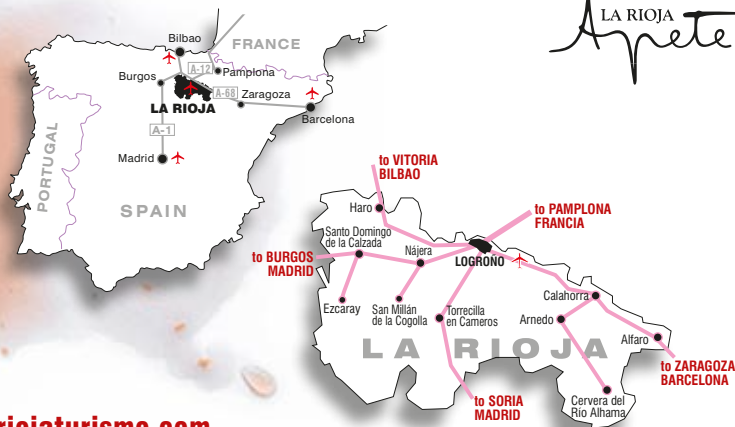 LA RIOJA
Apete
Bilbao
FRANCE
A-12
Pamplona
Burgos
A-68
Zaragoza
LA RIOJA
Barcelona
A-1
Madrid
PORTUGAL
SPAIN
to VITORIA
BILBAO
Haro
to PAMPLONA
FRANCIA
Santo Domingo
de la Calzada
Nájera
to BURGOS
MADRID
LOGROÑO
Ezcaray
San Millán
de la Cogolla
Torrecilla
en Cameros
Calahorra
Arnedo
Alfaro
LA RIOJA
to ZARAGOZA
BARCELONA
to SORIA
MADRID
Cervera del
Río Alhama